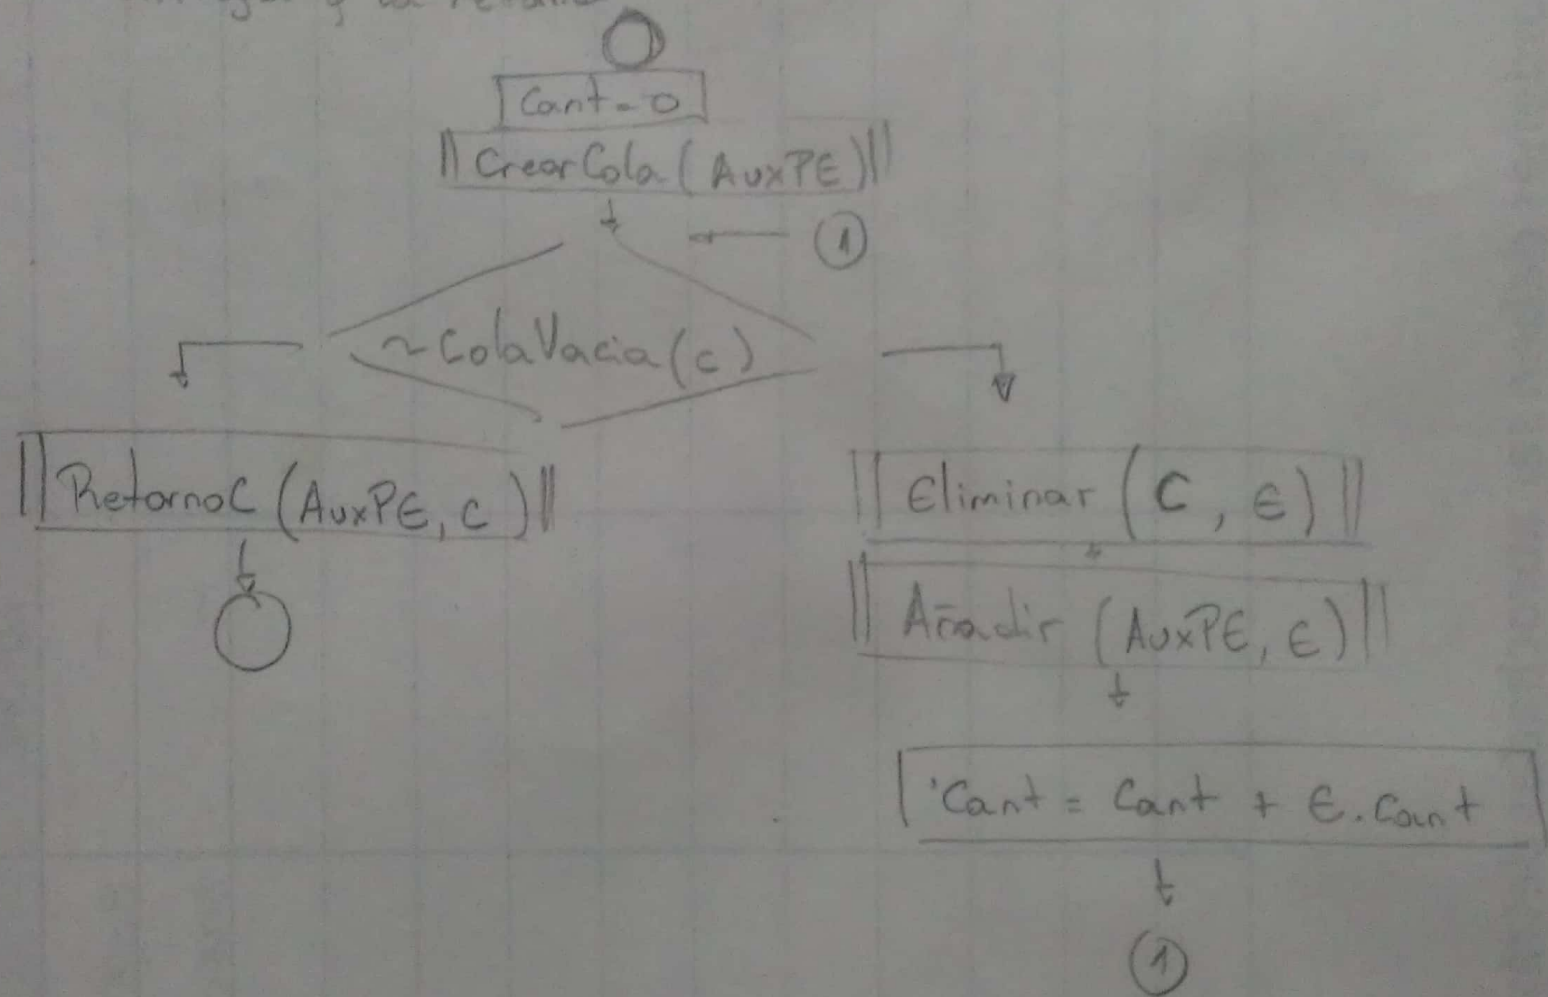 Cant = 0
CrearCola (AuxPE)
1
~ColaVacia(c)
RetornoC (AuxPE, c)
Eliminar (C, E)
Añadir (AuxPE, E)
Cant = Cant + E.Cant
1